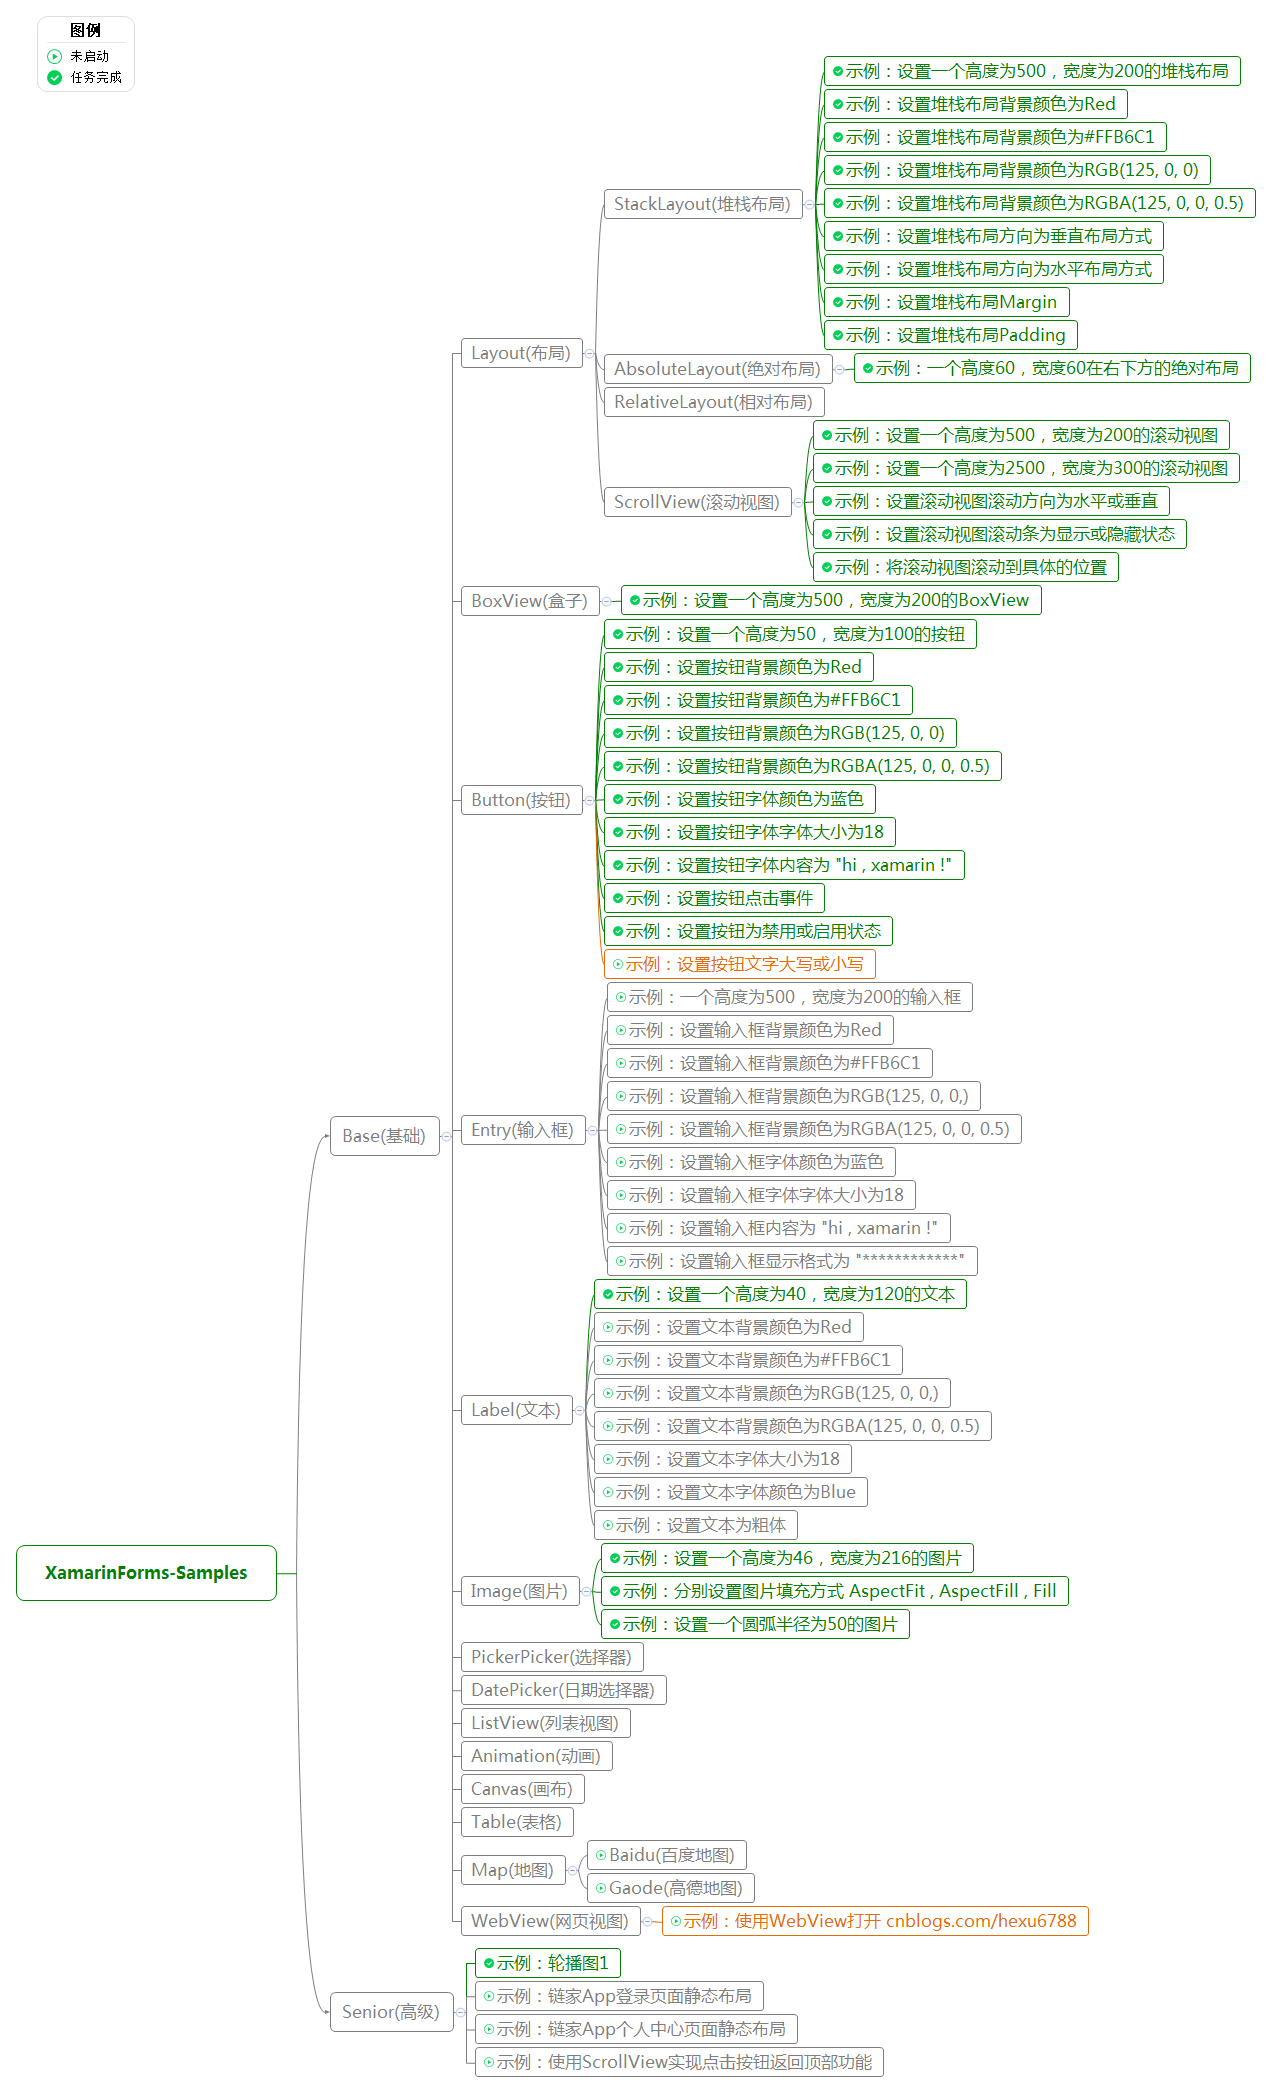 图例
未启动
任务完成
XamarinForms-Samples
Base(基础)
Layout(布局)
StackLayout(堆栈布局)
示例：设置一个高度为500，宽度为200的堆栈布局
示例：设置堆栈布局背景颜色为Red
示例：设置堆栈布局背景颜色为#FFB6C1
示例：设置堆栈布局背景颜色为RGB(125, 0, 0)
示例：设置堆栈布局背景颜色为RGBA(125, 0, 0, 0.5)
示例：设置堆栈布局方向为垂直布局方式
示例：设置堆栈布局方向为水平布局方式
示例：设置堆栈布局Margin
示例：设置堆栈布局Padding
AbsoluteLayout(绝对布局)
示例：一个高度60，宽度60在右下方的绝对布局
RelativeLayout(相对布局)
ScrollView(滚动视图)
示例：设置一个高度为500，宽度为200的滚动视图
示例：设置一个高度为2500，宽度为300的滚动视图
示例：设置滚动视图滚动方向为水平或垂直
示例：设置滚动视图滚动条为显示或隐藏状态
示例：将滚动视图滚动到具体的位置
BoxView(盒子)
示例：设置一个高度为500，宽度为200的BoxView
Button(按钮)
示例：设置一个高度为50，宽度为100的按钮
示例：设置按钮背景颜色为Red
示例：设置按钮背景颜色为#FFB6C1
示例：设置按钮背景颜色为RGB(125, 0, 0)
示例：设置按钮背景颜色为RGBA(125, 0, 0, 0.5)
示例：设置按钮字体颜色为蓝色
示例：设置按钮字体字体大小为18
示例：设置按钮字体内容为 "hi , xamarin !"
示例：设置按钮点击事件
示例：设置按钮为禁用或启用状态
示例：设置按钮文字大写或小写
Entry(输入框)
示例：一个高度为500，宽度为200的输入框
示例：设置输入框背景颜色为Red
示例：设置输入框背景颜色为#FFB6C1
示例：设置输入框背景颜色为RGB(125, 0, 0,)
示例：设置输入框背景颜色为RGBA(125, 0, 0, 0.5)
示例：设置输入框字体颜色为蓝色
示例：设置输入框字体字体大小为18
示例：设置输入框内容为 "hi , xamarin !"
示例：设置输入框显示格式为 "************"
Label(文本)
示例：设置一个高度为40，宽度为120的文本
示例：设置文本背景颜色为Red
示例：设置文本背景颜色为#FFB6C1
示例：设置文本背景颜色为RGB(125, 0, 0,)
示例：设置文本背景颜色为RGBA(125, 0, 0, 0.5)
示例：设置文本字体大小为18
示例：设置文本字体颜色为Blue
示例：设置文本为粗体
Image(图片)
示例：设置一个高度为46，宽度为216的图片
示例：分别设置图片填充方式 AspectFit , AspectFill , Fill
示例：设置一个圆弧半径为50的图片
PickerPicker(选择器)
DatePicker(日期选择器)
ListView(列表视图)
Animation(动画)
Canvas(画布)
Table(表格)
Map(地图)
Baidu(百度地图)
Gaode(高德地图)
WebView(网页视图)
示例：使用WebView打开 cnblogs.com/hexu6788
Senior(高级)
示例：轮播图1
示例：链家App登录页面静态布局
示例：链家App个人中心页面静态布局
示例：使用ScrollView实现点击按钮返回顶部功能